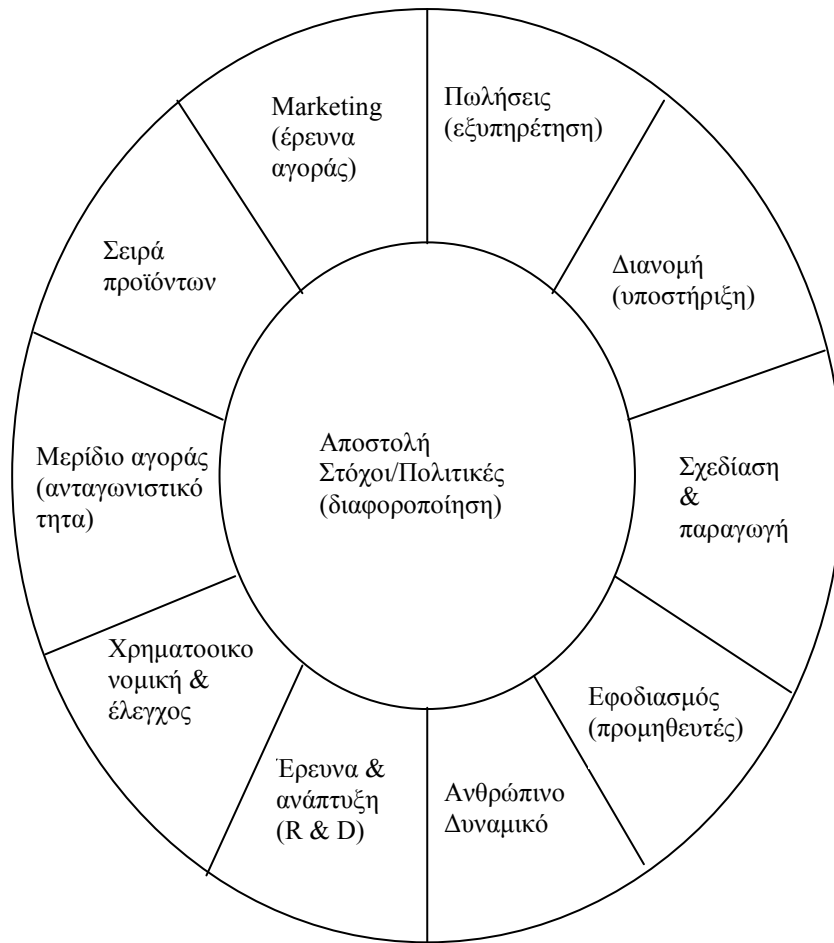 Marketing
(έρευνα
αγοράς)
Πωλήσεις
(εξυπηρέτηση)
Διανομή
(υποστήριξη)
Σχεδίαση
&
παραγωγή
Εφοδιασμός
(προμηθευτές)
Ανθρώπινο
Δυναμικό
Έρευνα &
ανάπτυξη
(R & D)
Χρηματοοικο
νομική &
έλεγχος
Μερίδιο αγοράς
(ανταγωνιστικό
τητα)
Σειρά
προϊόντων
Αποστολή
Στόχοι/Πολιτικές
(διαφοροποίηση)